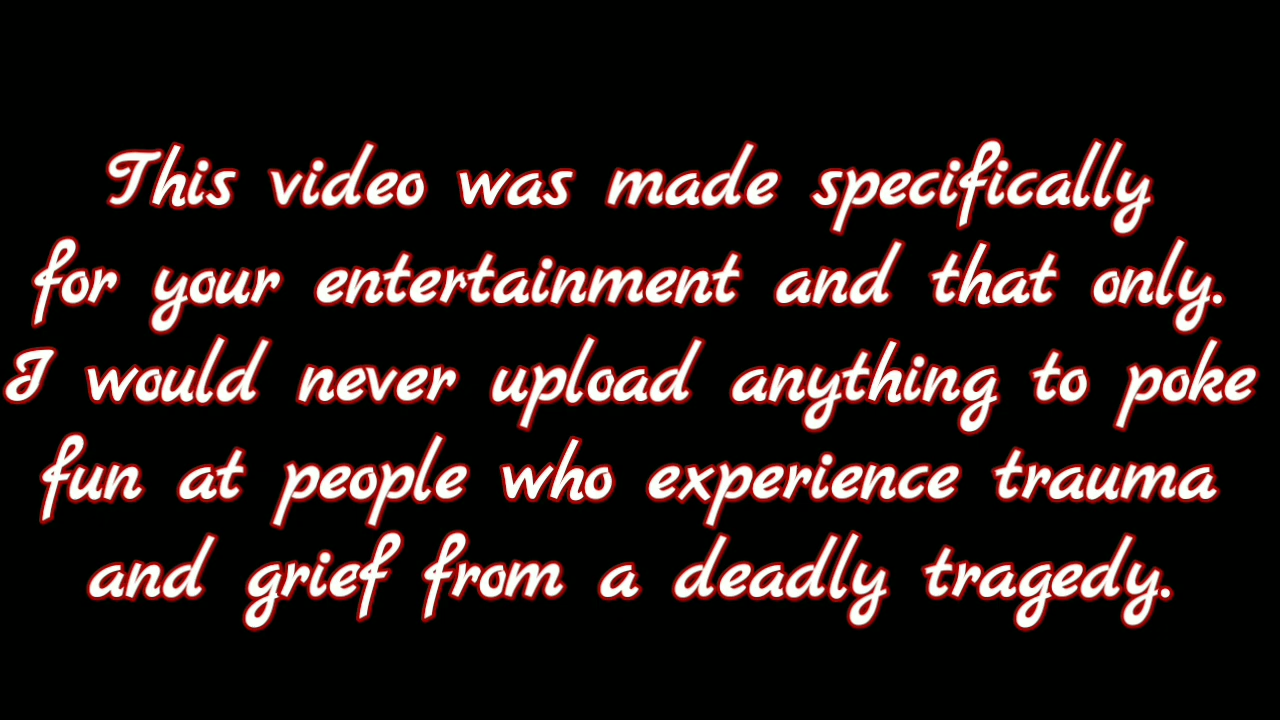 This video was made specifically
for your entertainment and that only.
I would never upload anything to poke
fun at people who experience trauma
and grief from a deadly tragedy.